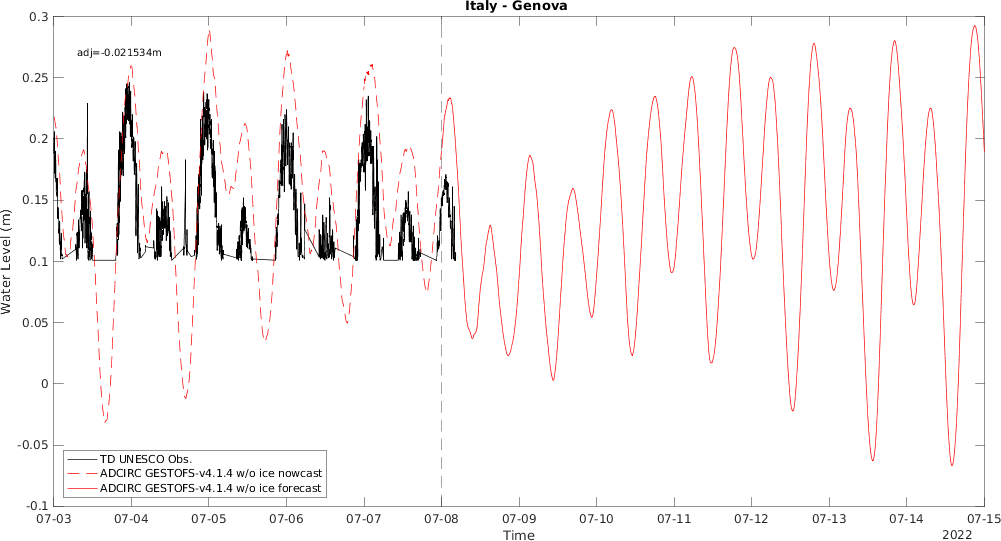 Italy - Genova
adj=-0.021534m
0.3
0.25
0.2
0.15
0.1
0.05
0
-0.05
-0.1
Water Level (m)
TD UNESCO Obs.
ADCIRC GESTOFS-v4.1.4 w/o ice nowcast
ADCIRC GESTOFS-v4.1.4 w/o ice forecast
07-03 07-04 07-05 07-06 07-07 07-08 07-09 07-10 07-11 07-12 07-13 07-14 07-15
Time
2022